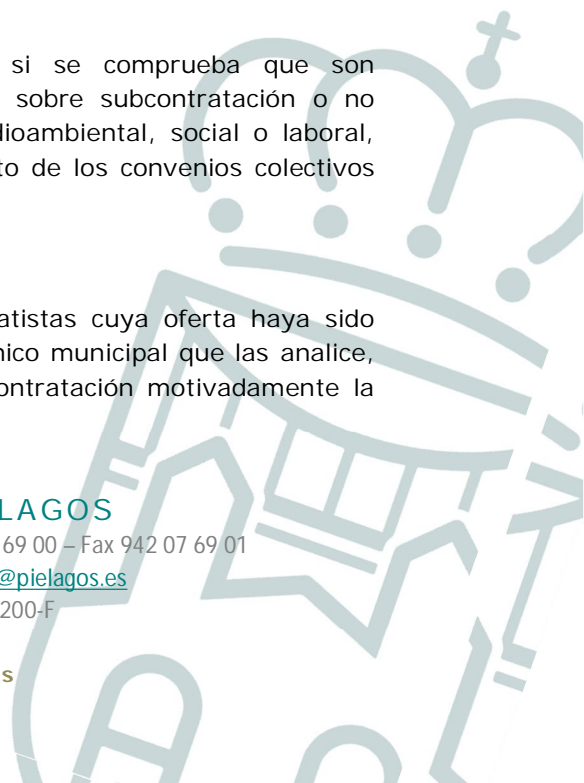 si se comprueba que son
sobre subcontratación o no
dioambiental, social o laboral,
to de los convenios colectivos
atistas cuya oferta haya sido
nico municipal que las analice,
ontratación motivadamente la
LAGOS
69 00 – Fax 942 07 69 01
@pielagos.es
200-F
s